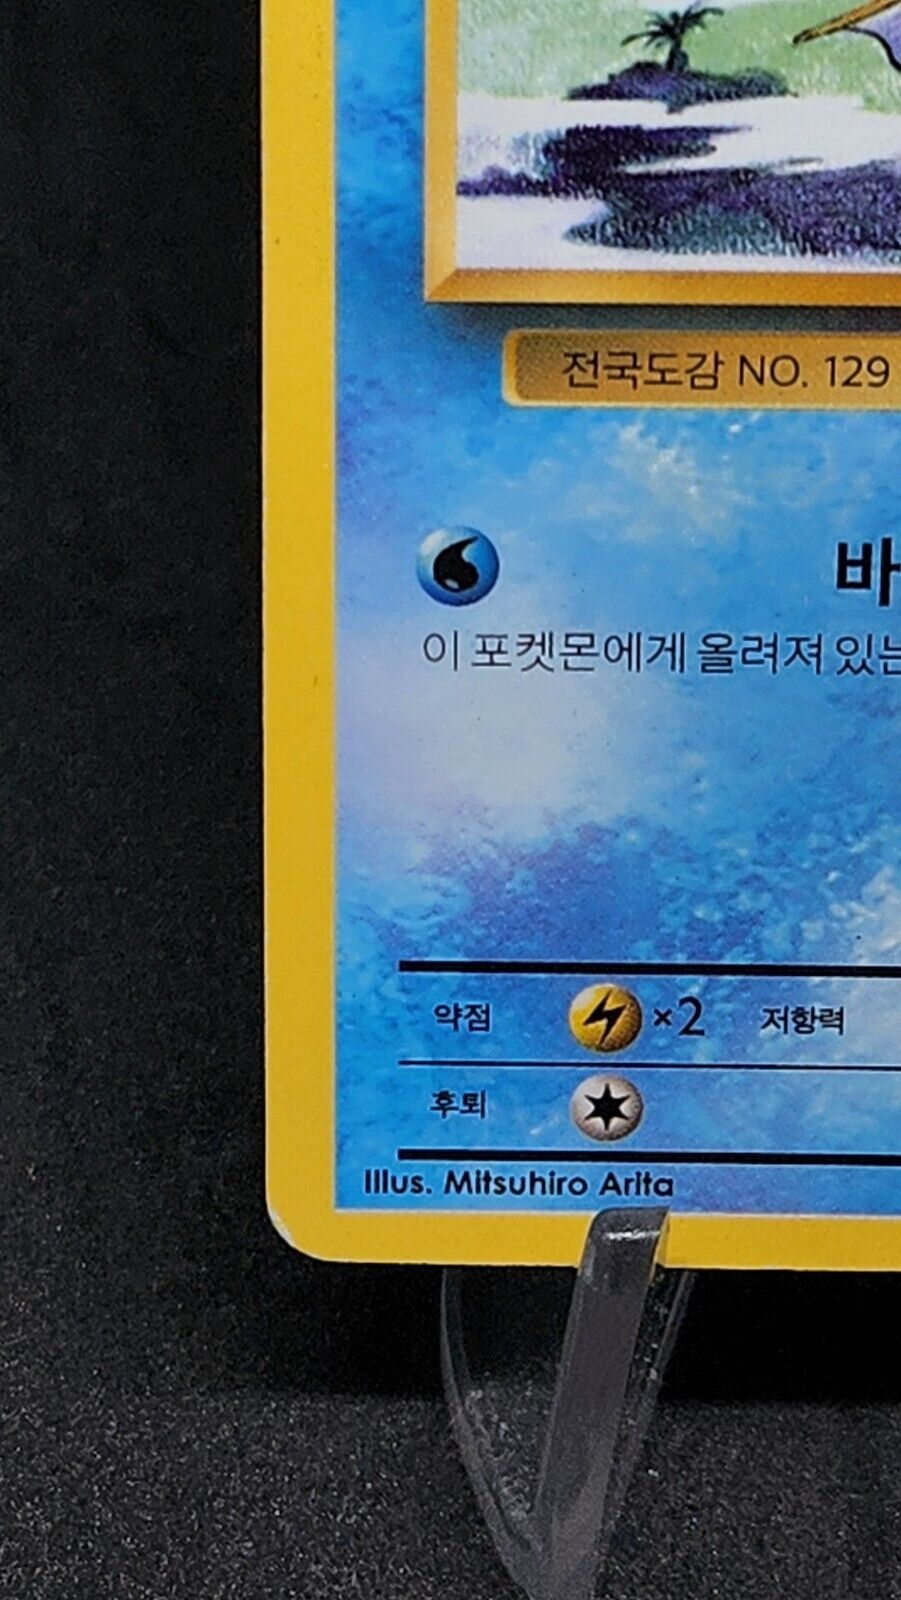 전국도감 NO. 129
바
이 포켓몬에게 올려져 있는
약점 ×2 저항력
후퇴
Illus. Mitsuhiro Arita